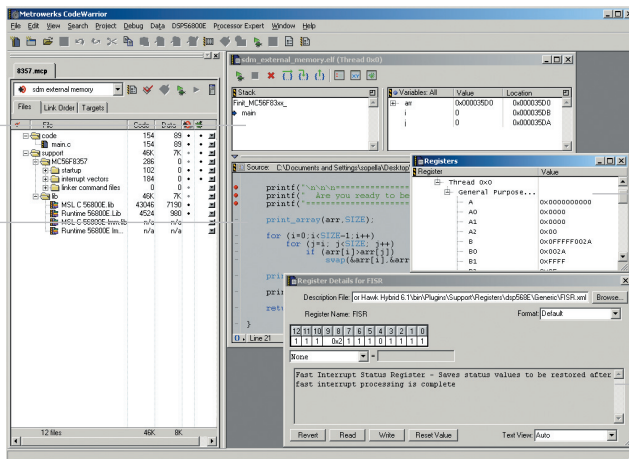 Metrowerks CodeWarrior
File Edit View Search Project Debug Data DSP56800E Processor Expert Window Help
8357.mcp
sdm external memory
Files Link Order Targets
File Code Data
code 154 89
main.c 154 89
support 46K 7K
MC56F8357 286 0
startup 102 0
interrupt vectors 184 0
linker command files 0 0
lib 46K 7K
MSL C 56800E.Lib 43046 7190
Runtime 56800E.Lib 4524 980
MSL C 56800E-lmm.lib n/a n/a
Runtime 56800E lm... n/a n/a
12 files 46K 8K
sdm_external_memory.elf (Thread 0x0)
Stack
Finit_MC56F83xx_
main
Variables: All Value Location
arr 0x000035D0 0x000035D0
i 0 0x000035DB
j 0 0x000035DA
Source: C:\Documents and Settings\sopella\Desktop
printf("\n\n\n==============
printf(" Are you ready to be
printf("
print_array(arr,SIZE);
for (i=0;i<SIZE-1;i++)
for (j=i; j<SIZE; j++)
if (arr[i]>arr[j])
swap(&arr[i],&arr
prin
prin
retu
}
Line 21
Registers
Register Value
Thread 0x0
General Purpose...
A 0x0000000000
A0 0x0000
A1 0x0000
A2 0x00
B 0x0FFFFF002A
B0 0x002A
B1 0xFFFF
Register Details for FISR
Description File: or Hawk Hybrid 6.1\bin\Plugins\Support\Registers\dsp568E\Generic\FISR.xml Browse...
Register Name: FISR Format: Default
12 11 10 9 8 7 6 5 4 3 2 1 0
1 1 1 0x2 1 1 1 0 1 1 1 1
None =
Fast Interrupt Status Register - Saves status values to be restored after
fast interrupt processing is complete
Revert Read Write Reset Value Text View: Auto